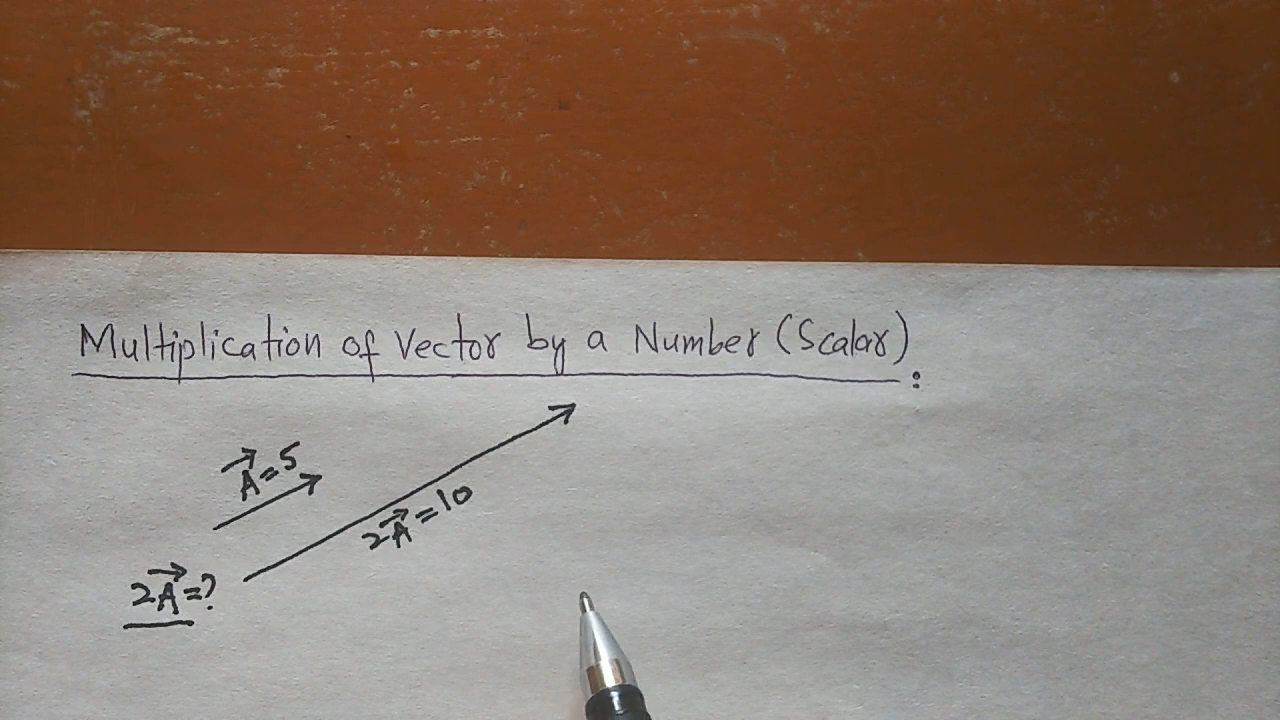 Multiplication of Vector by a Number (Scalar) :
A⃗ = 5
2A⃗ = 10
2A⃗ = ?